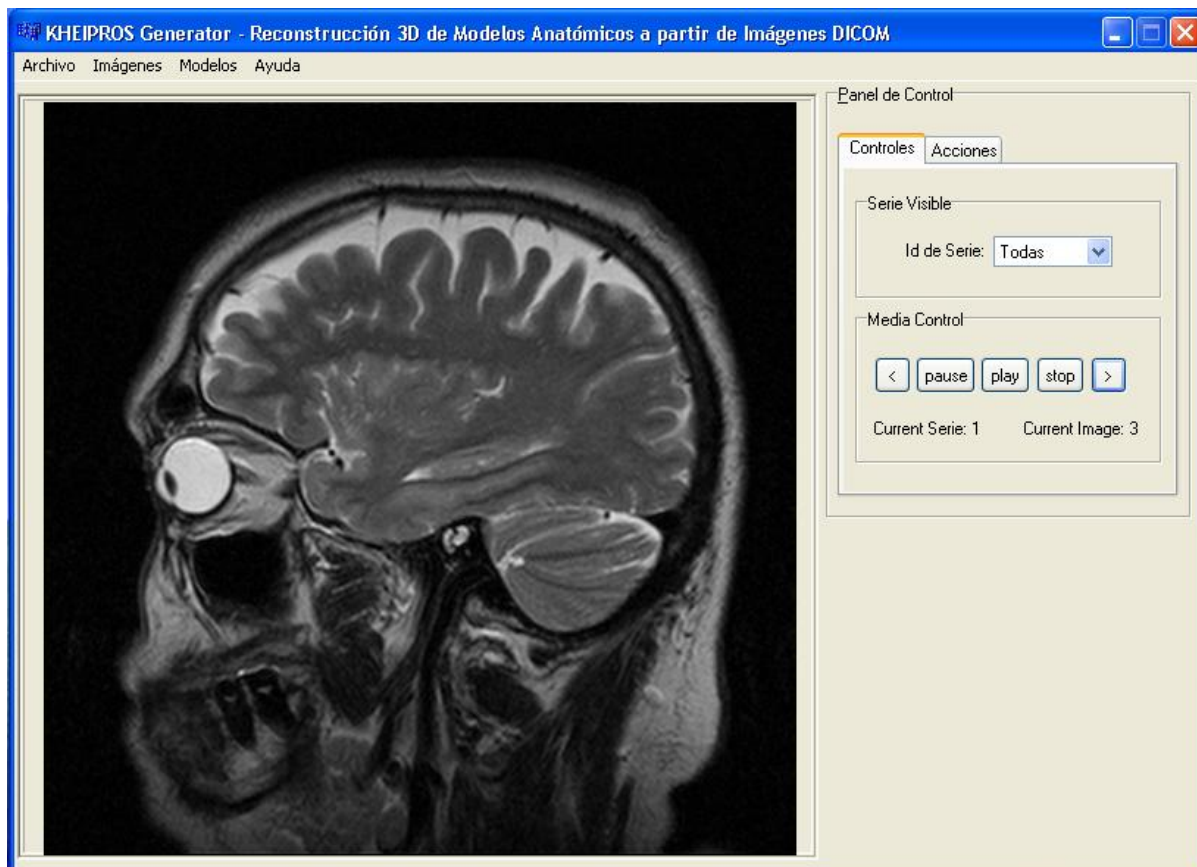 KHEIPROS Generator - Reconstrucción 3D de Modelos Anatómicos a partir de Imágenes DICOM
Archivo Imágenes Modelos Ayuda
Panel de Control
Controles Acciones
Serie Visible
Id de Serie: Todas
Media Control
< pause play stop >
Current Serie: 1 Current Image: 3